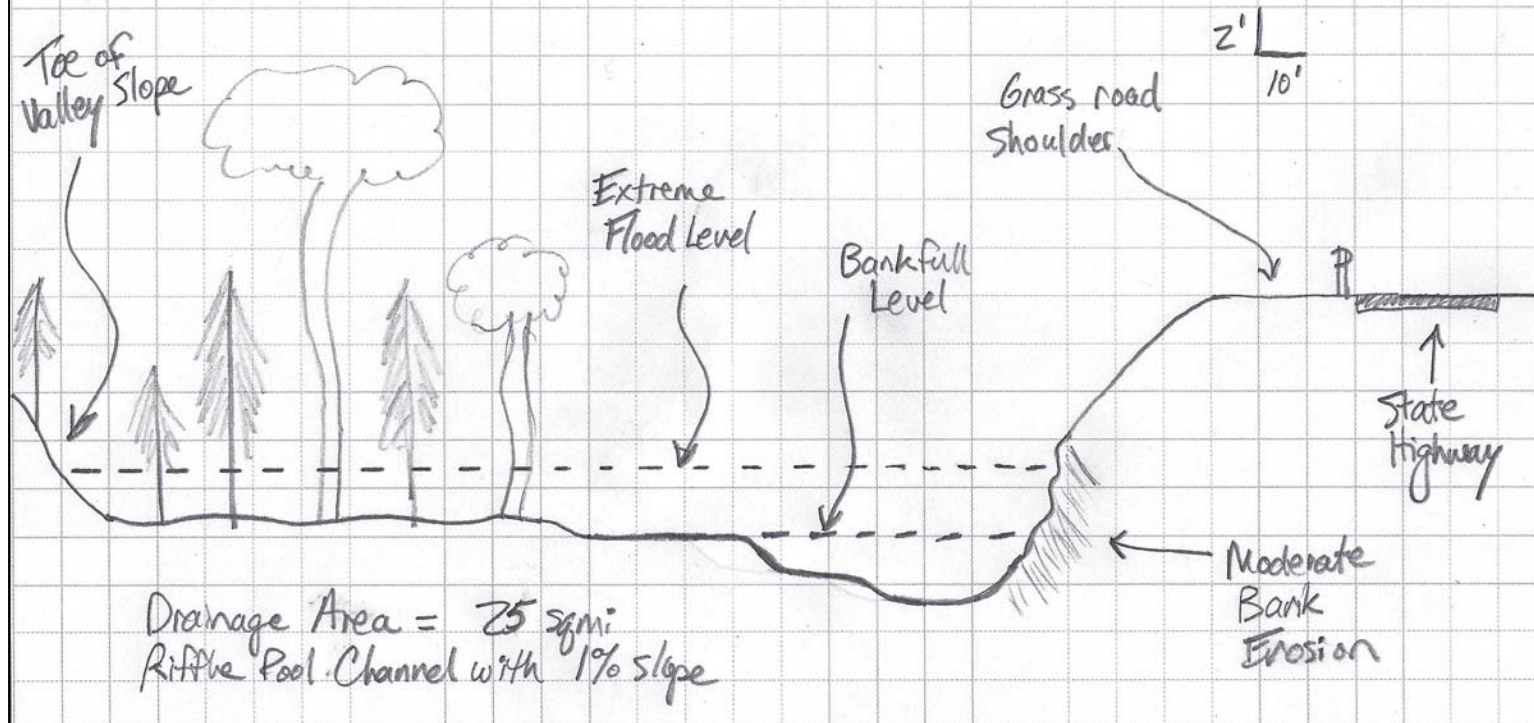 Toe of
Valley Slope
2'
10'
Grass road
shoulder
Extreme
Flood Level
Bankfull
Level
State
Highway
Moderate
Bank
Erosion
Drainage Area = 25 sqmi
Riffle Pool Channel with 1% slope